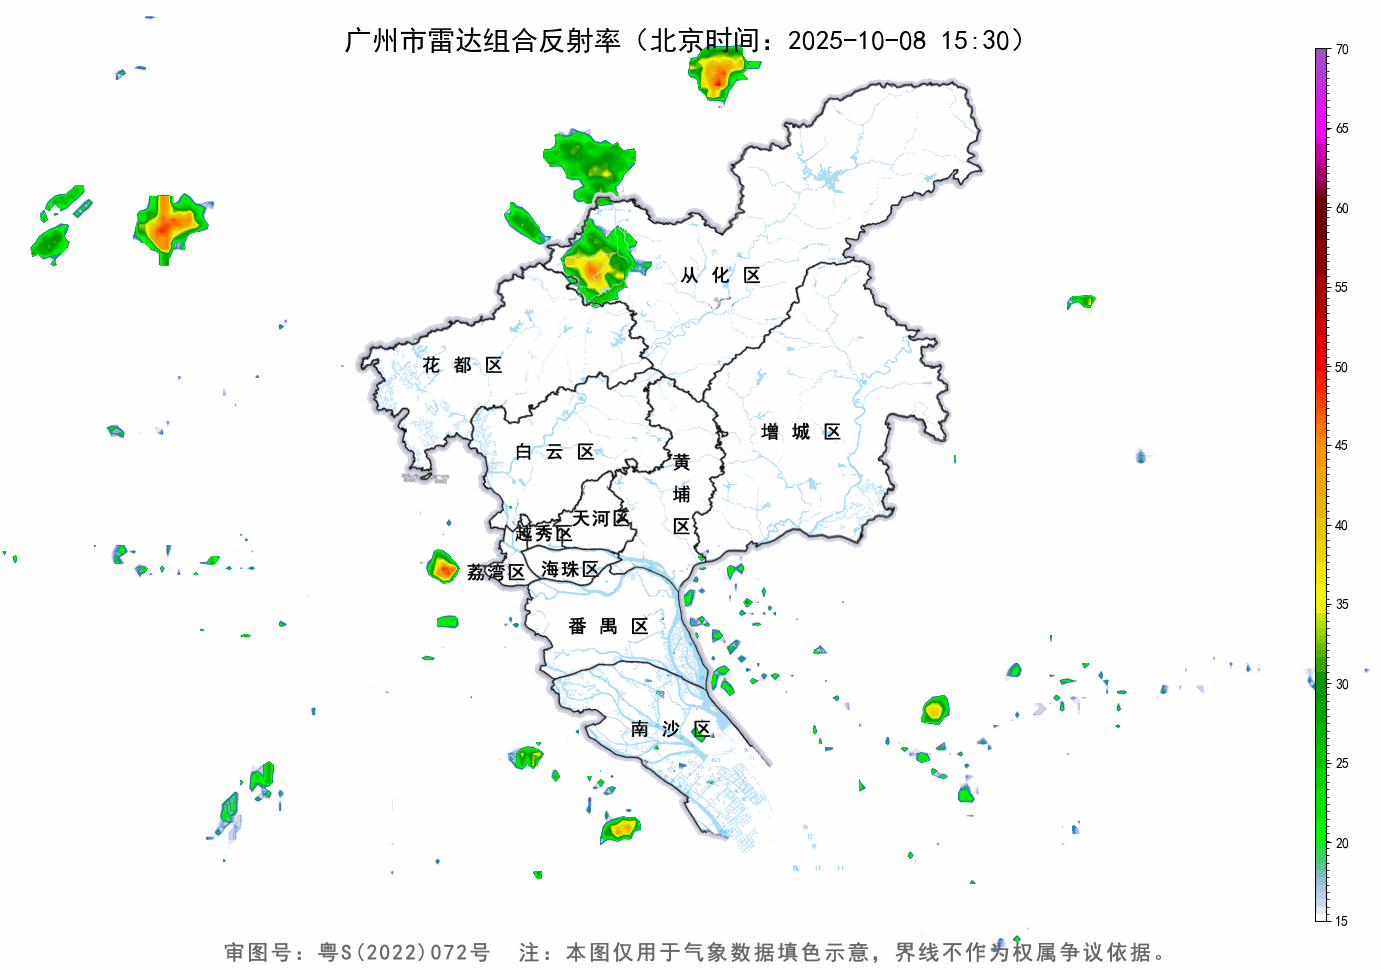 广州市雷达组合反射率（北京时间：2025-10-08 15:30）
70
65
60
55
50
45
40
35
30
25
20
15
从化区
花都区
增城区
白云区
黄埔区
天河区
越秀区
荔湾区
海珠区
番禺区
南沙区
审图号：粤S(2022)072号 注：本图仅用于气象数据填色示意，界线不作为权属争议依据。